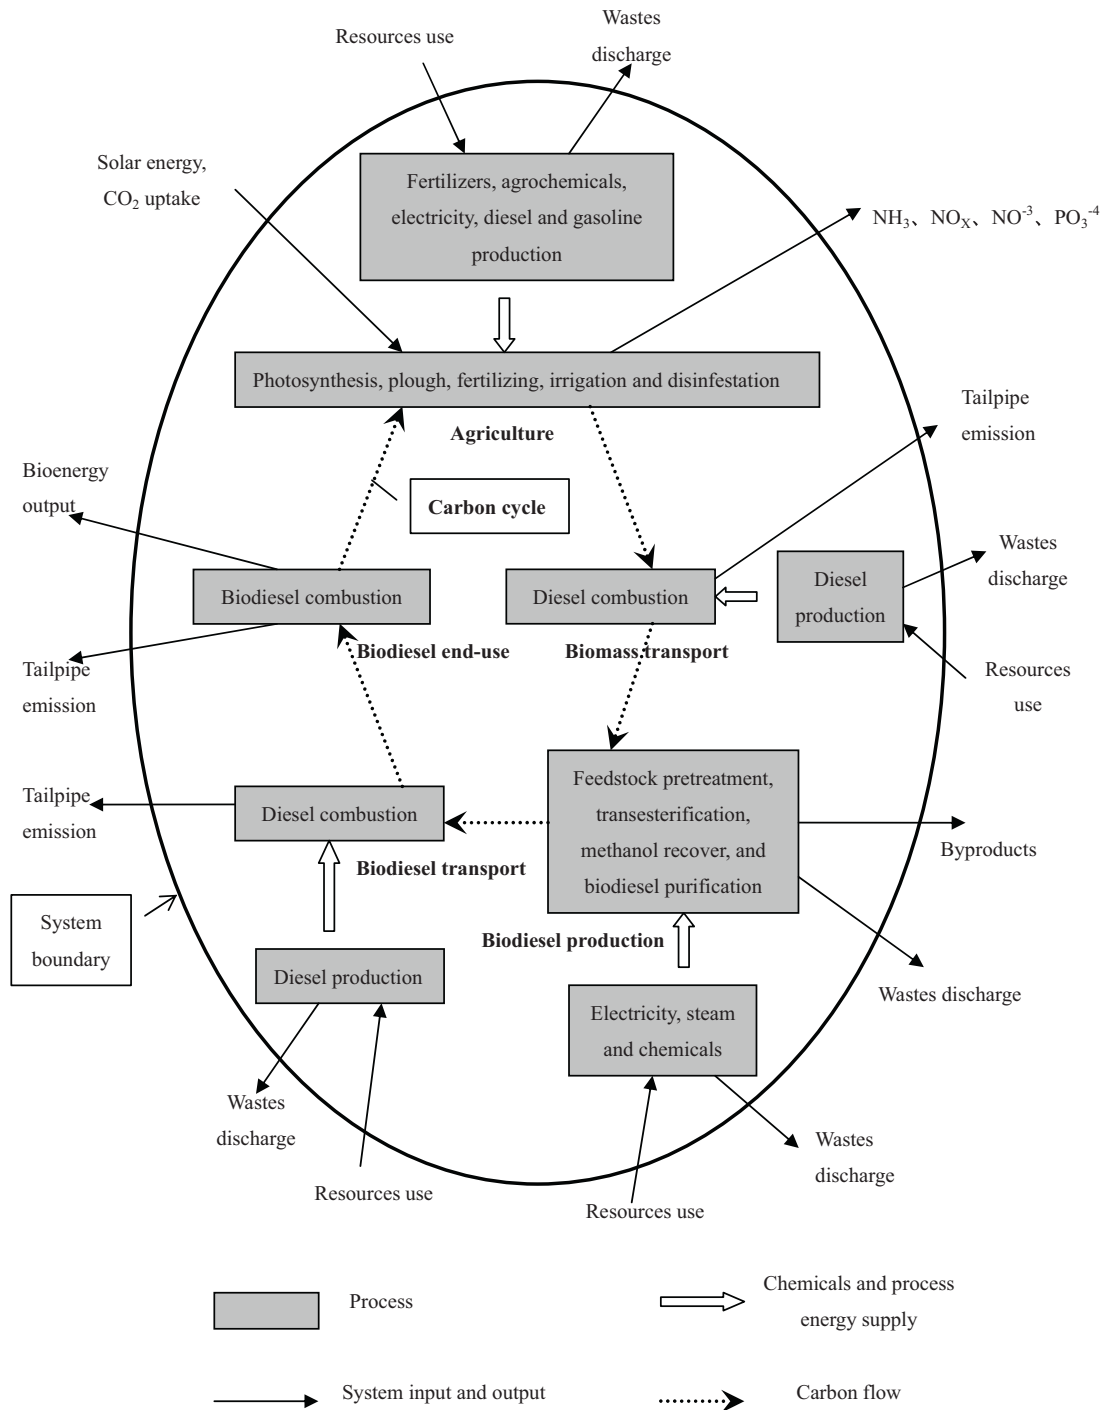 Resources use
Wastes
discharge
Solar energy,
CO₂ uptake
Fertilizers, agrochemicals,
electricity, diesel and gasoline
production
NH₃、NOₓ、NO⁻³、PO₃⁻⁴
Photosynthesis, plough, fertilizing, irrigation and disinfestation
Agriculture
Tailpipe
emission
Bioenergy
output
Carbon cycle
Wastes
discharge
Biodiesel combustion
Diesel combustion
Diesel
production
Biodiesel end-use
Biomass transport
Tailpipe
emission
Resources
use
Feedstock pretreatment,
transesterification,
methanol recover, and
biodiesel purification
Tailpipe
emission
Diesel combustion
Byproducts
Biodiesel transport
System
boundary
Biodiesel production
Diesel production
Wastes discharge
Electricity, steam
and chemicals
Wastes
discharge
Wastes
discharge
Resources use
Resources use
Process
Chemicals and process
energy supply
System input and output
Carbon flow